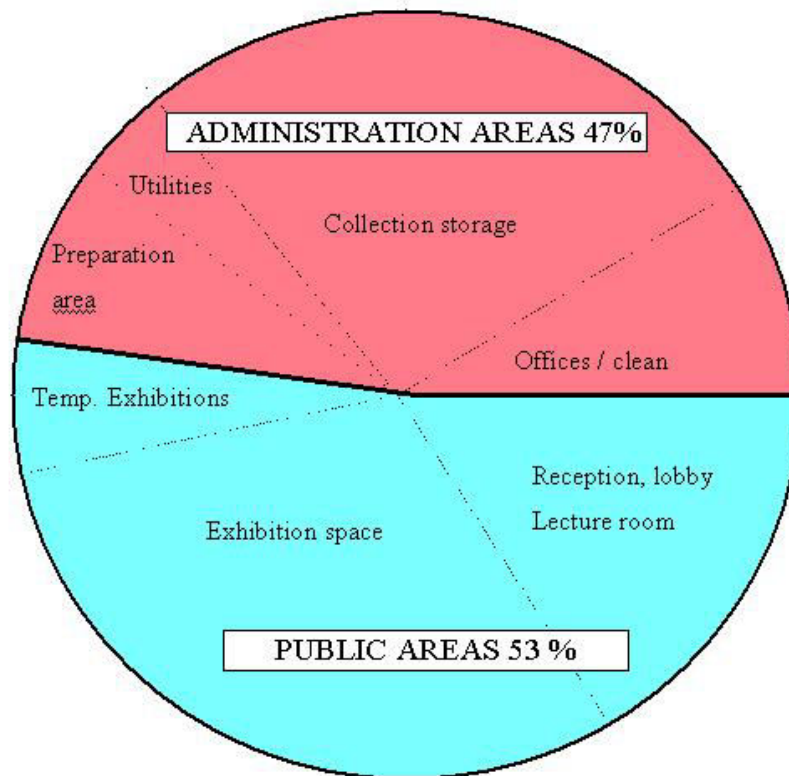 ADMINISTRATION AREAS 47%
Utilities
Collection storage
Preparation
area
Offices / clean
Temp. Exhibitions
Reception, lobby
Lecture room
Exhibition space
PUBLIC AREAS 53 %